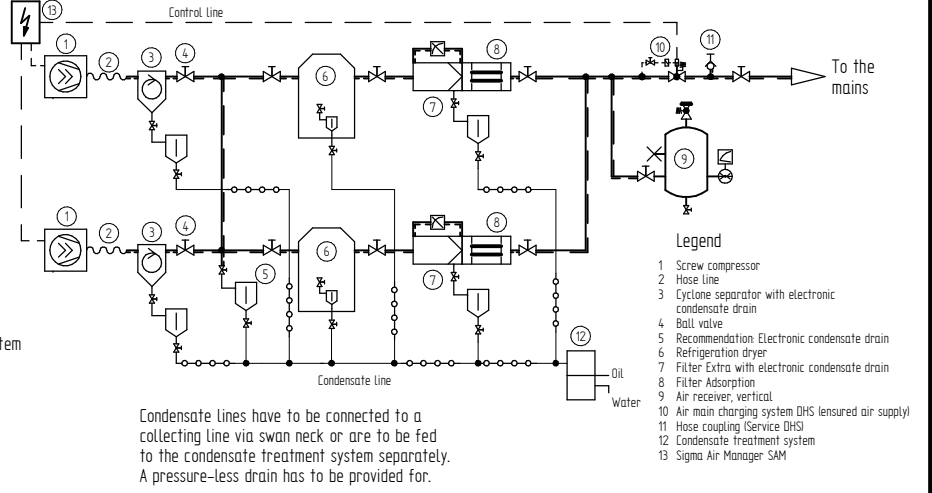 13
Control line
1
2
3
4
6
7
8
10
11
To the
mains
9
1
2
3
4
5
6
7
8
12
Oil
Water
tem
Condensate line
Condensate lines have to be connected to a
collecting line via swan neck or are to be fed
to the condensate treatment system separately.
A pressure-less drain has to be provided for.
Legend
1 Screw compressor
2 Hose line
3 Cyclone separator with electronic
condensate drain
4 Ball valve
5 Recommendation: Electronic condensate drain
6 Refrigeration dryer
7 Filter Extra with electronic condensate drain
8 Filter Adsorption
9 Air receiver, vertical
10 Air main charging system DHS (ensured air supply)
11 Hose coupling (Service DHS)
12 Condensate treatment system
13 Sigma Air Manager SAM